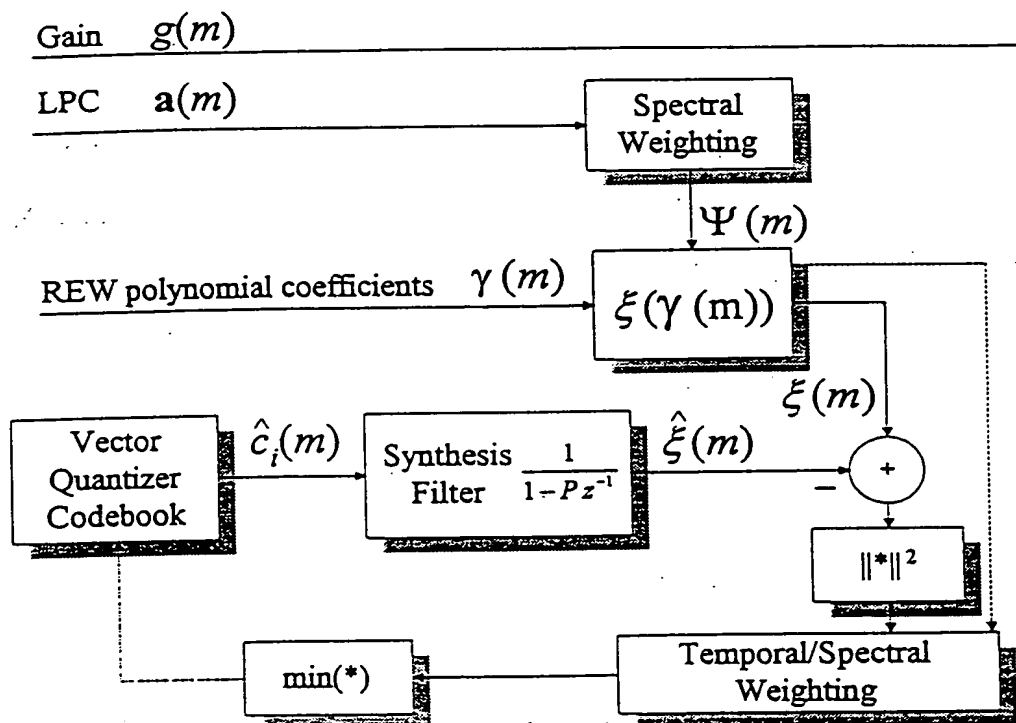 Gain g(m)
LPC a(m)
Spectral
Weighting
Ψ(m)
REW polynomial coefficients γ(m)
ξ(γ(m))
ξ(m)
Vector
Quantizer
Codebook
ĉᵢ(m)
Synthesis
Filter
1
1-Pz⁻¹
ξ̂(m)
+
−
‖*‖²
min(*)
Temporal/Spectral
Weighting